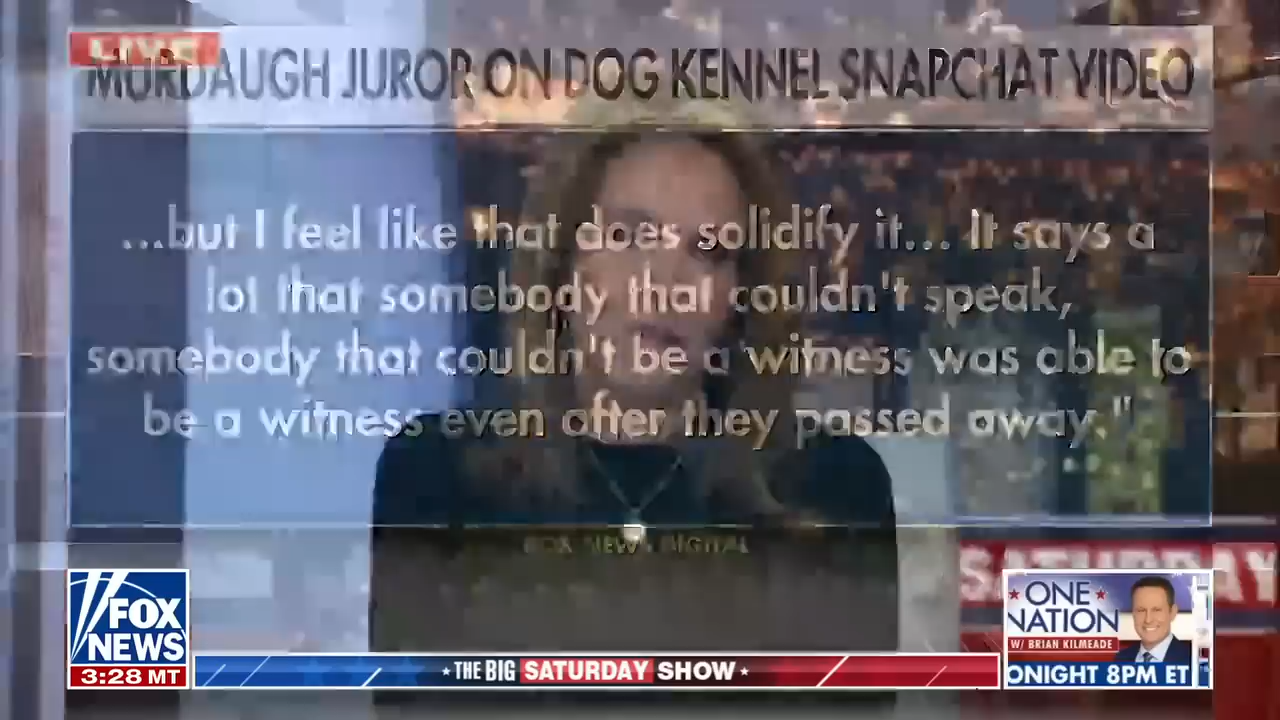 LIVE
MURDAUGH JUROR ON DOG KENNEL SNAPCHAT VIDEO
...but I feel like that does solidify it... It says a
lot that somebody that couldn't speak,
somebody that couldn't be a witness was able to
be a witness even after they passed away."
FOX NEWS DIGITAL
SATURDAY
FOX
NEWS
3:28 MT
THE BIG SATURDAY SHOW
ONE
NATION
W/ BRIAN KILMEADE
ONIGHT 8PM ET